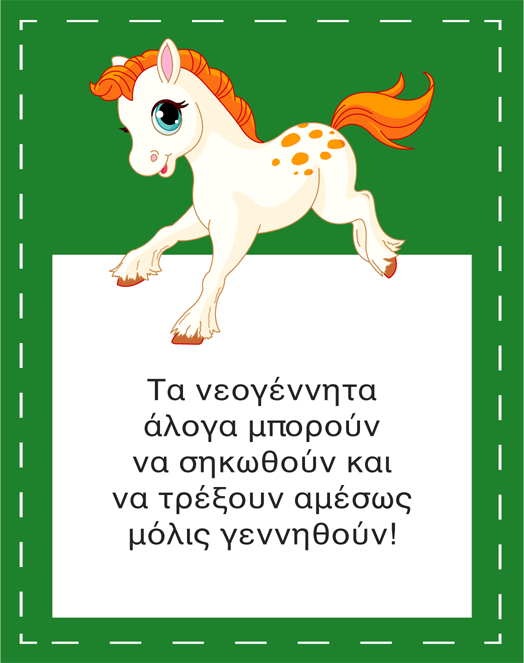 Τα νεογέννητα
άλογα μπορούν
να σηκωθούν και
να τρέξουν αμέσως
μόλις γεννηθούν!